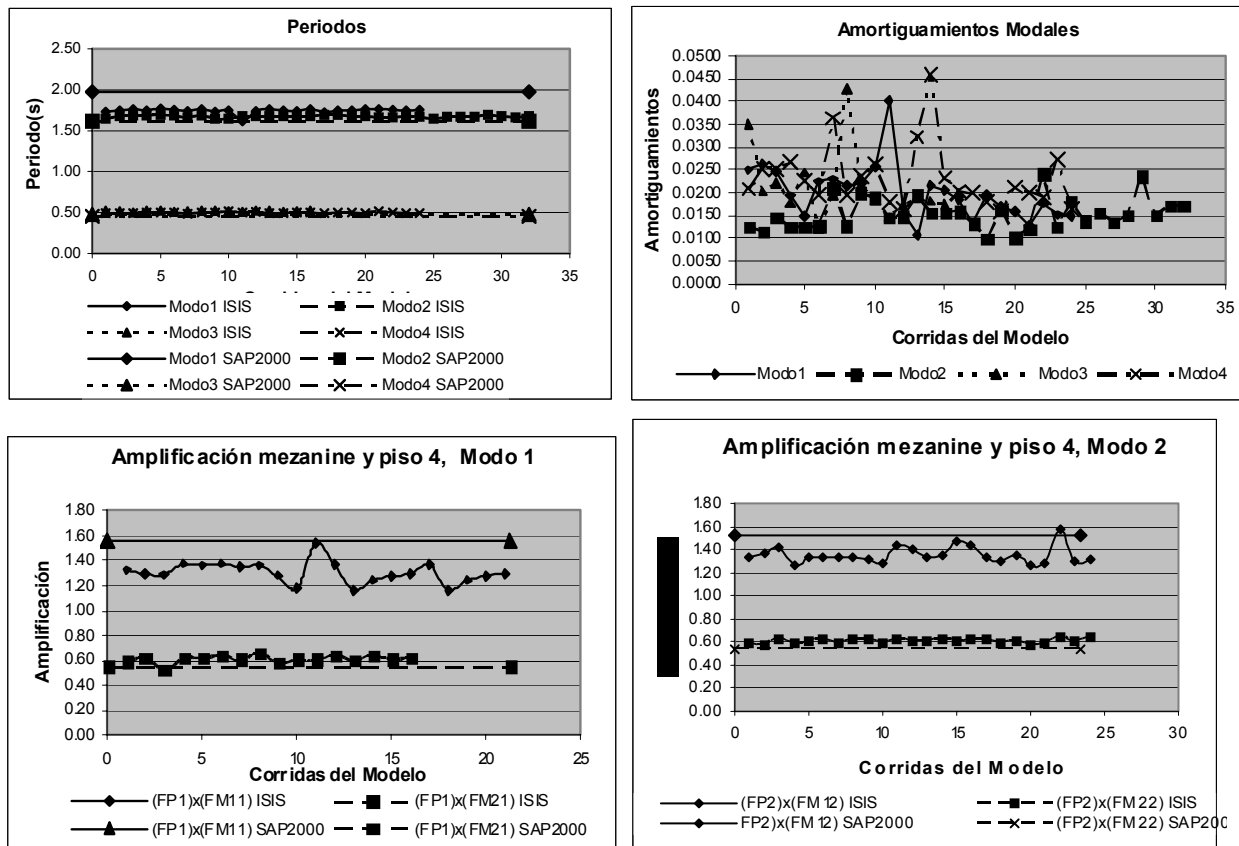 Periodos
Periodo(s)
2.50
2.00
1.50
1.00
0.50
0.00
0 5 10 15 20 25 30 35
Modo1 ISIS
Modo2 ISIS
Modo3 ISIS
Modo4 ISIS
Modo1 SAP2000
Modo2 SAP2000
Modo3 SAP2000
Modo4 SAP2000
Amortiguamientos Modales
Amortiguamientos
0.0500
0.0450
0.0400
0.0350
0.0300
0.0250
0.0200
0.0150
0.0100
0.0050
0.0000
0 5 10 15 20 25 30 35
Corridas del Modelo
Modo1 Modo2 Modo3 Modo4
Amplificación mezanine y piso 4, Modo 1
Amplificación
1.80
1.60
1.40
1.20
1.00
0.80
0.60
0.40
0.20
0.00
0 5 10 15 20 25
Corridas del Modelo
(FP1)x(FM11) ISIS
(FP1)x(FM21) ISIS
(FP1)x(FM11) SAP2000
(FP1)x(FM21) SAP2000
Amplificación mezanine y piso 4, Modo 2
1.80
1.60
1.40
1.20
1.00
0.80
0.60
0.40
0.20
0.00
0 5 10 15 20 25 30
Corridas del Modelo
(FP2)x(FM12) ISIS
(FP2)x(FM22) ISIS
FP2)x(FM12) SAP2000
(FP2)x(FM22) SAP200